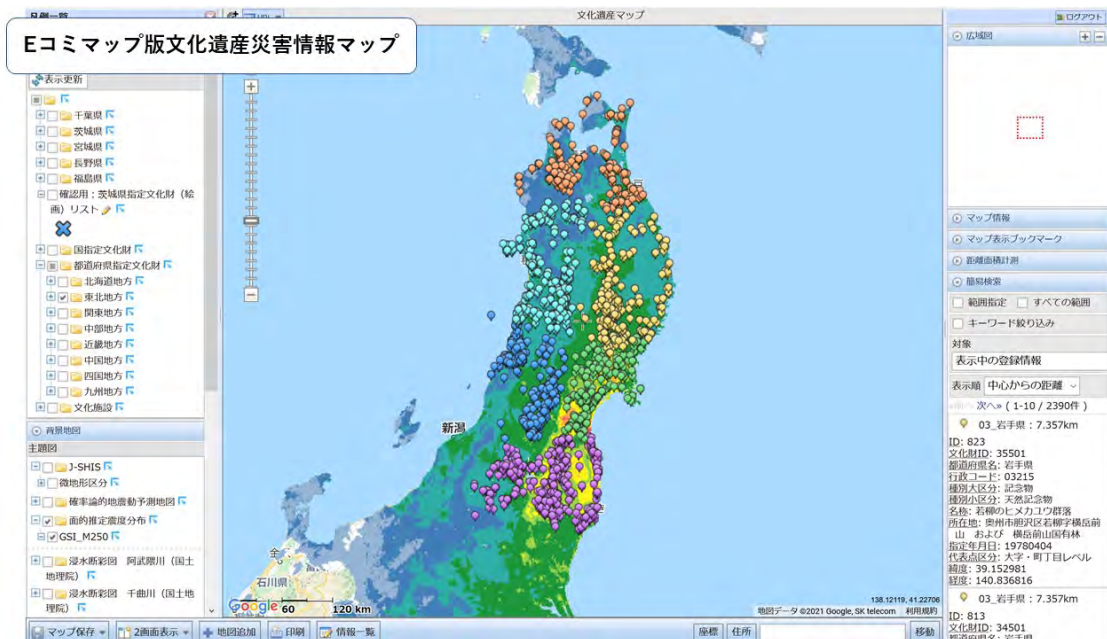 凡例一覧
文化遺産マップ
ログアウト
Eコミマップ版文化遺産災害情報マップ
表示更新
千葉県
茨城県
宮城県
長野県
福島県
確認用：茨城県指定文化財（絵
画）リスト
国指定文化財
都道府県指定文化財
北海道地方
東北地方
関東地方
中部地方
近畿地方
中国地方
四国地方
九州地方
文化施設
背景地図
主題図
J-SHIS
微地形区分
確率論的地震動予測地図
面的推定震度分布
GSI_M250
浸水断彩図 阿武隈川（国土
地理院）
浸水断彩図 千曲川（国土地
理院）
新潟
石川県
Google
60
120 km
138.12119, 41.22706
地図データ ©2021 Google, SK telecom 利用規約
広域図
マップ情報
マップ表示ブックマーク
距離面積計測
簡易検索
範囲指定 すべての範囲
キーワード絞り込み
対象
表示中の登録情報
表示順 中心からの距離
次へ» ( 1-10 / 2390件 )
03_岩手県：7.357km
ID: 823
文化財ID: 35501
都道府県名: 岩手県
行政コード: 03215
種別大区分: 記念物
種別小区分: 天然記念物
名称: 若柳のヒメカユウ群落
所在地: 奥州市胆沢区若柳字横岳前
山 および 横岳前山国有林
指定年月日: 19780404
代表点区分: 大字・町丁目レベル
緯度: 39.152981
経度: 140.836816
03_岩手県：7.357km
ID: 813
文化財ID: 34501
都道府県名: 岩手県
マップ保存
2画面表示
地図追加
印刷
情報一覧
座標
住所
移動